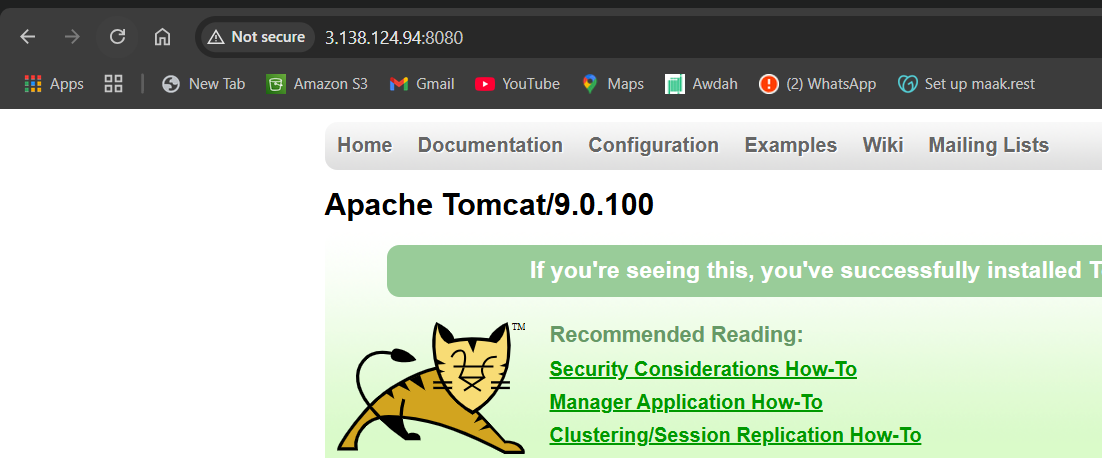 Not secure 3.138.124.94:8080
Apps New Tab Amazon S3 Gmail YouTube Maps Awdah (2) WhatsApp Set up maak.rest
Home Documentation Configuration Examples Wiki Mailing Lists
Apache Tomcat/9.0.100
If you're seeing this, you've successfully installed T
TM
Recommended Reading:
Security Considerations How-To
Manager Application How-To
Clustering/Session Replication How-To